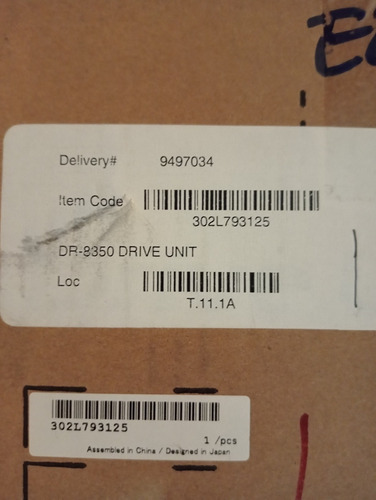 Delivery# 9497034
Item Code
302L793125
DR-8350 DRIVE UNIT
Loc
T.11.1A
302L793125
1 /pcs
Assembled in China / Designed in Japan